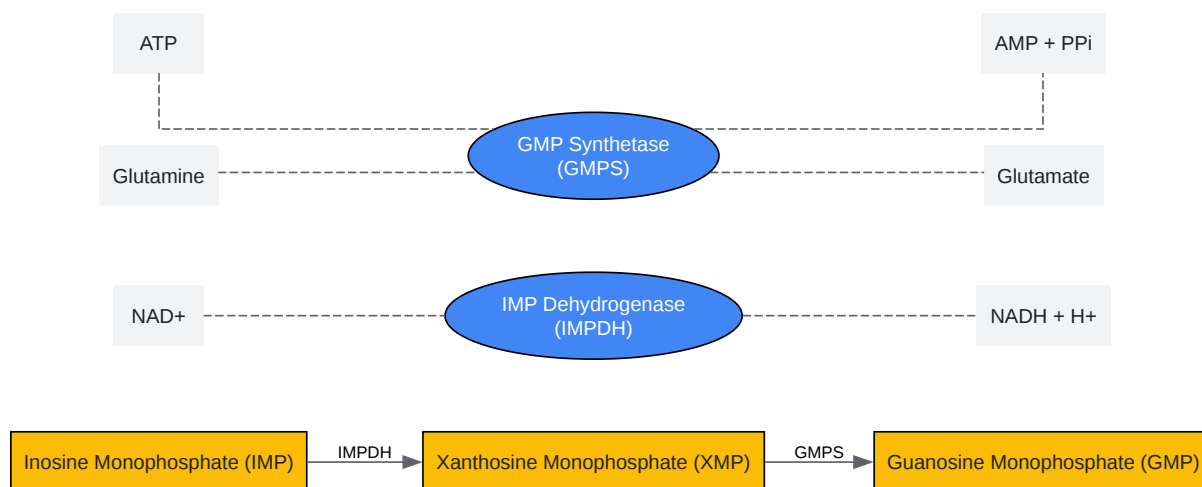 ATP
AMP + PPi
GMP Synthetase
(GMPS)
Glutamine
Glutamate
IMP Dehydrogenase
(IMPDH)
NAD+
NADH + H+
Inosine Monophosphate (IMP)
IMPDH
Xanthosine Monophosphate (XMP)
GMPS
Guanosine Monophosphate (GMP)